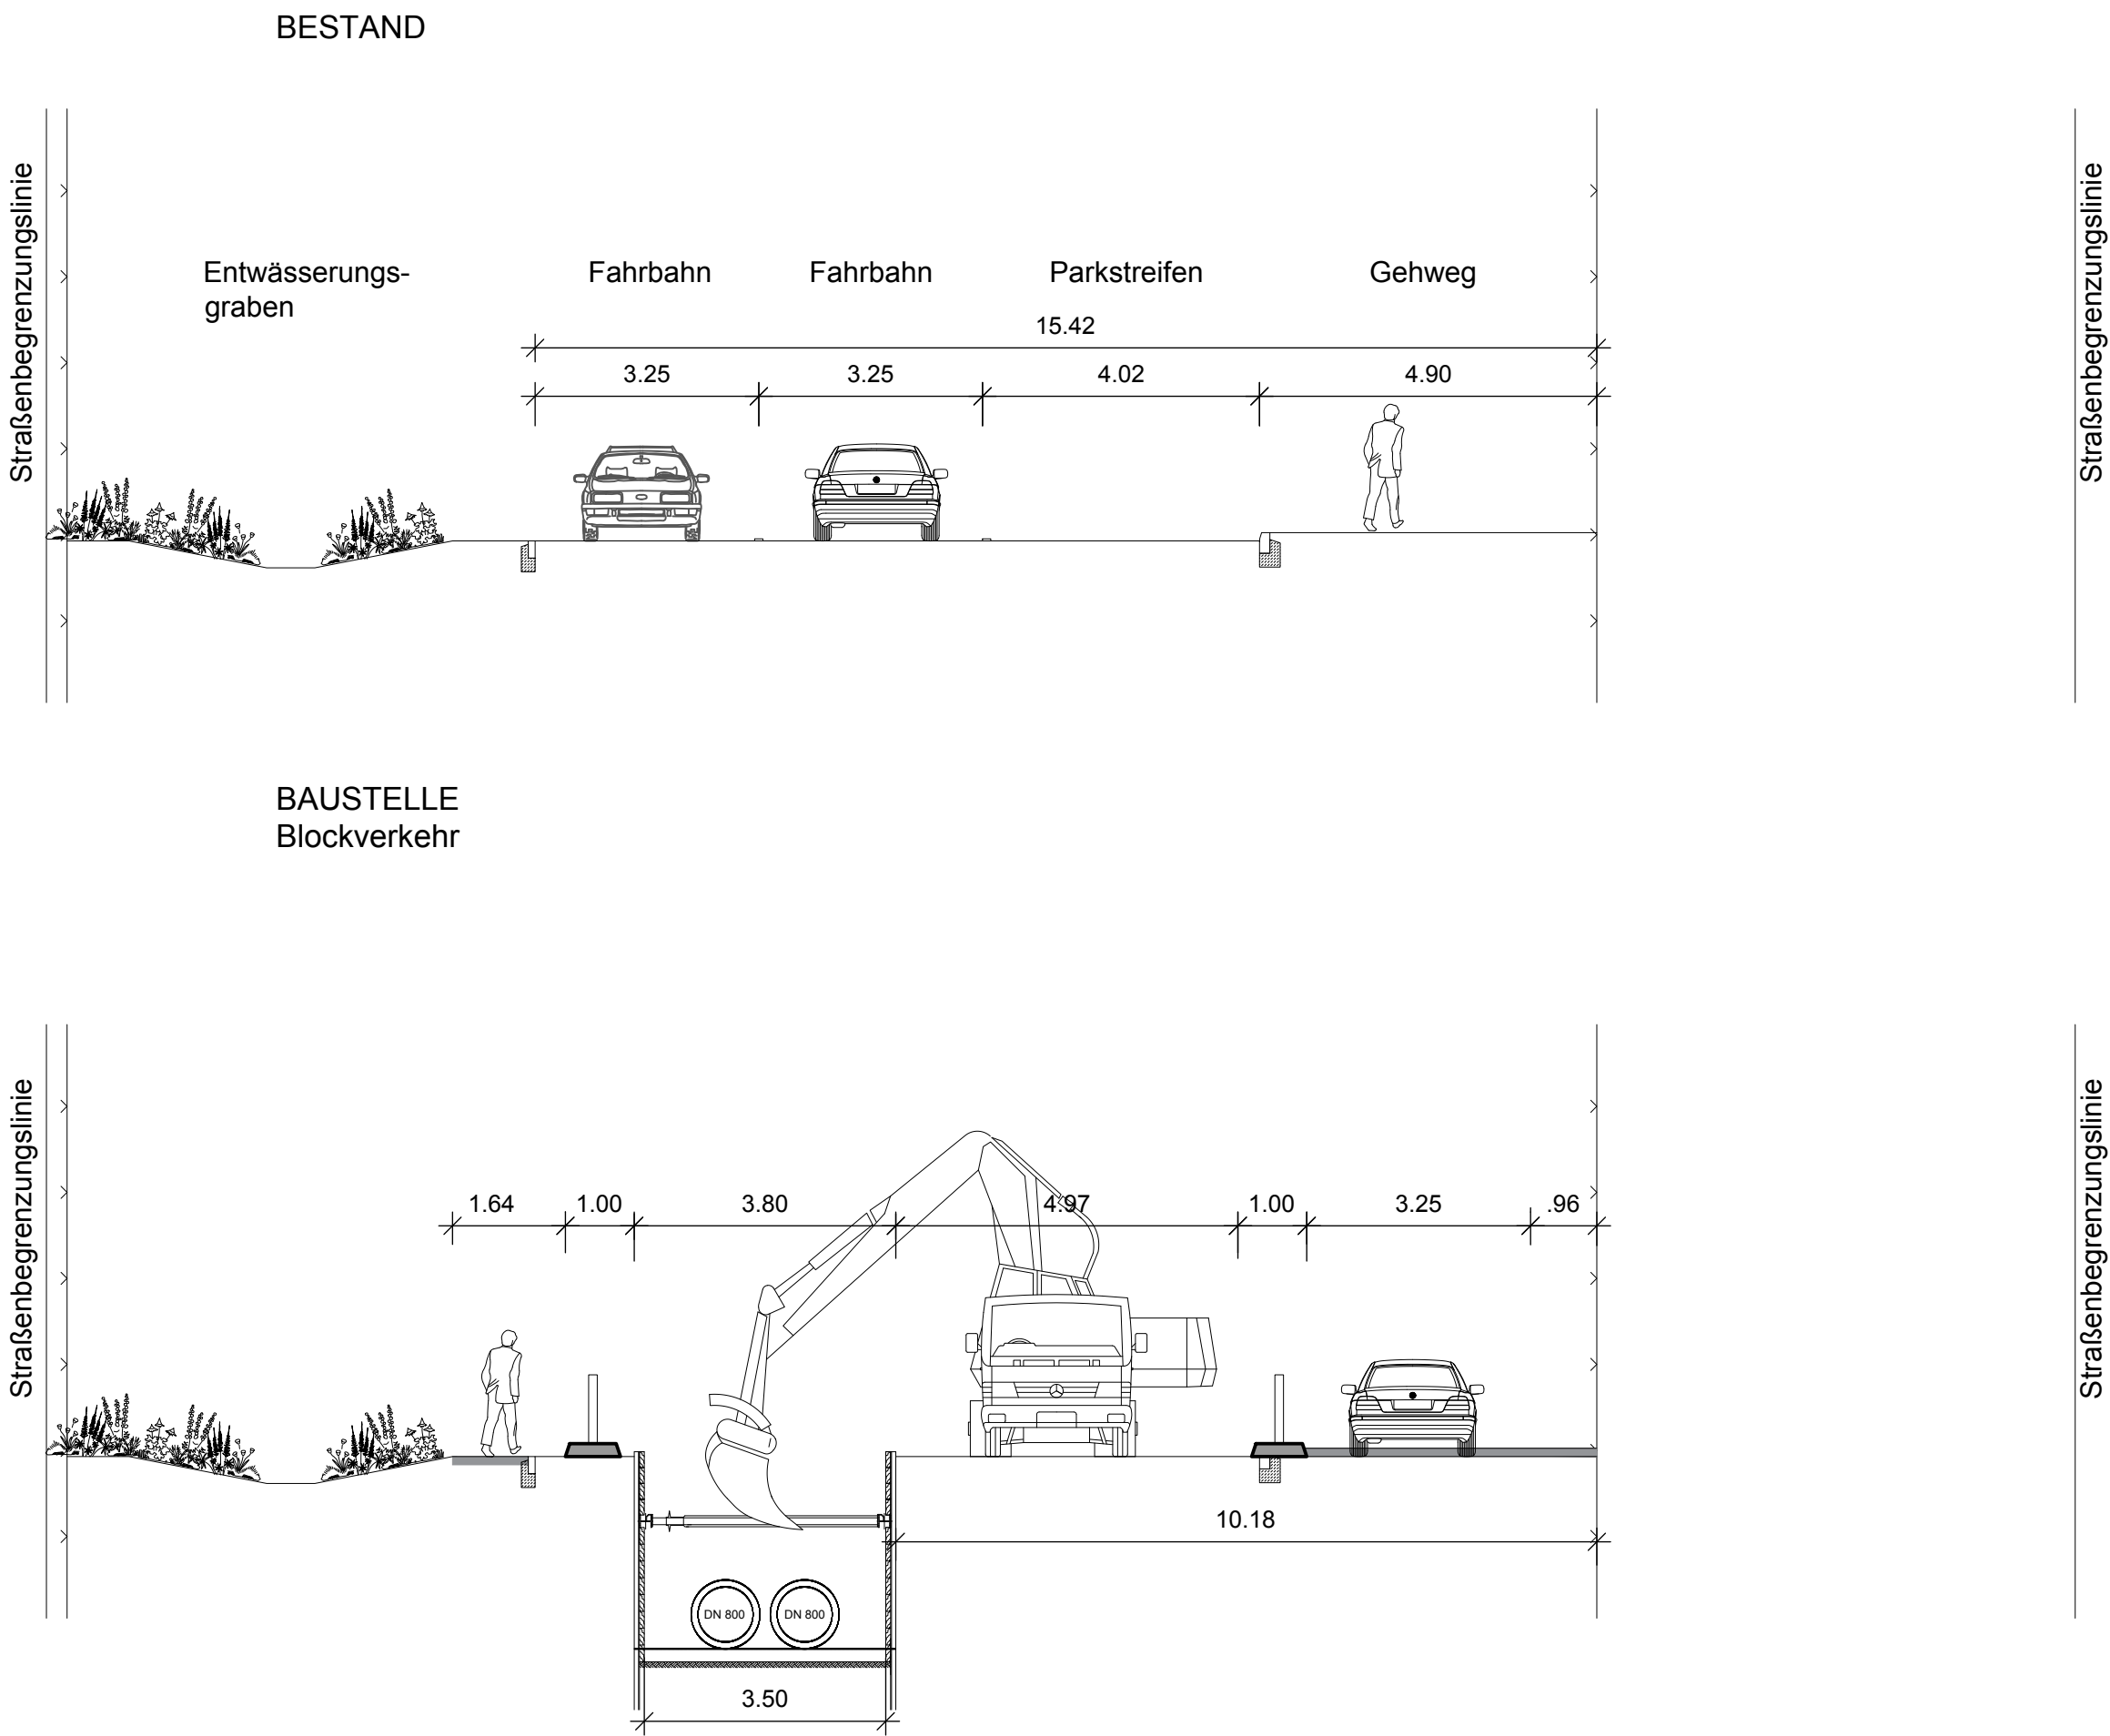 BESTAND
Straßenbegrenzungslinie
Straßenbegrenzungslinie
Entwässerungs-
graben
Fahrbahn
Fahrbahn
Parkstreifen
Gehweg
15.42
3.25
3.25
4.02
4.90
BAUSTELLE
Blockverkehr
Straßenbegrenzungslinie
Straßenbegrenzungslinie
1.64
1.00
3.80
4.97
1.00
3.25
.96
10.18
DN 800
DN 800
3.50